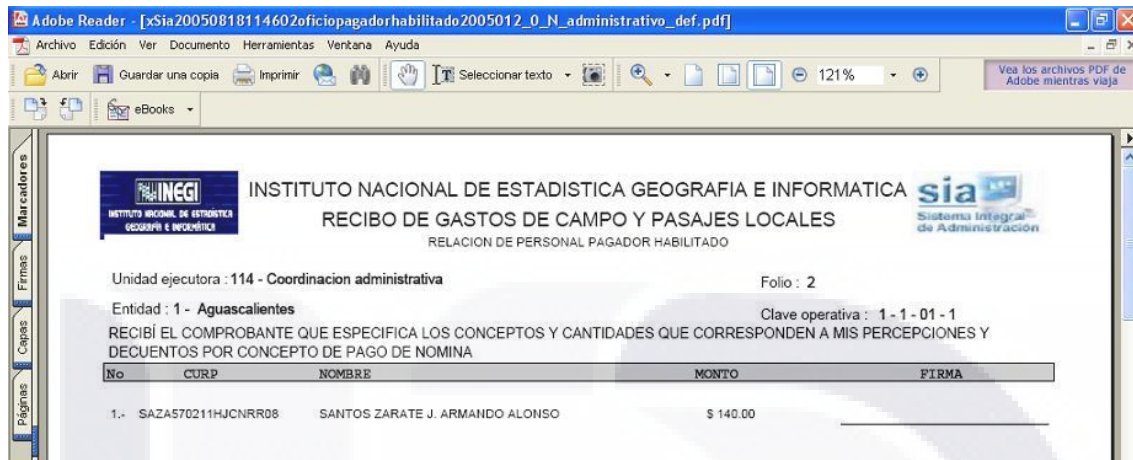 Adobe Reader - [xSia20050818114602oficiopagadorhabilitado2005012_0_N_administrativo_def.pdf]
Archivo Edición Ver Documento Herramientas Ventana Ayuda
Abrir Guardar una copia Imprimir Seleccionar texto 121% Vea los archivos PDF de
Adobe mientras viaja
eBooks
Marcadores
Firmas
Capas
Páginas
INEGI
INSTITUTO NACIONAL DE ESTADISTICA
GEOGRAFIA E INFORMÁTICA
INSTITUTO NACIONAL DE ESTADISTICA GEOGRAFIA E INFORMATICA
RECIBO DE GASTOS DE CAMPO Y PASAJES LOCALES
RELACION DE PERSONAL PAGADOR HABILITADO
sia
Sistema Integral
de Administración
Unidad ejecutora : 114 - Coordinacion administrativa Folio : 2
Entidad : 1 - Aguascalientes Clave operativa : 1 - 1 - 01 - 1
RECIBÍ EL COMPROBANTE QUE ESPECIFICA LOS CONCEPTOS Y CANTIDADES QUE CORRESPONDEN A MIS PERCEPCIONES Y
DECUENTOS POR CONCEPTO DE PAGO DE NOMINA
No CURP NOMBRE MONTO FIRMA
1.- SAZA570211HJCNRR08 SANTOS ZARATE J. ARMANDO ALONSO $ 140.00